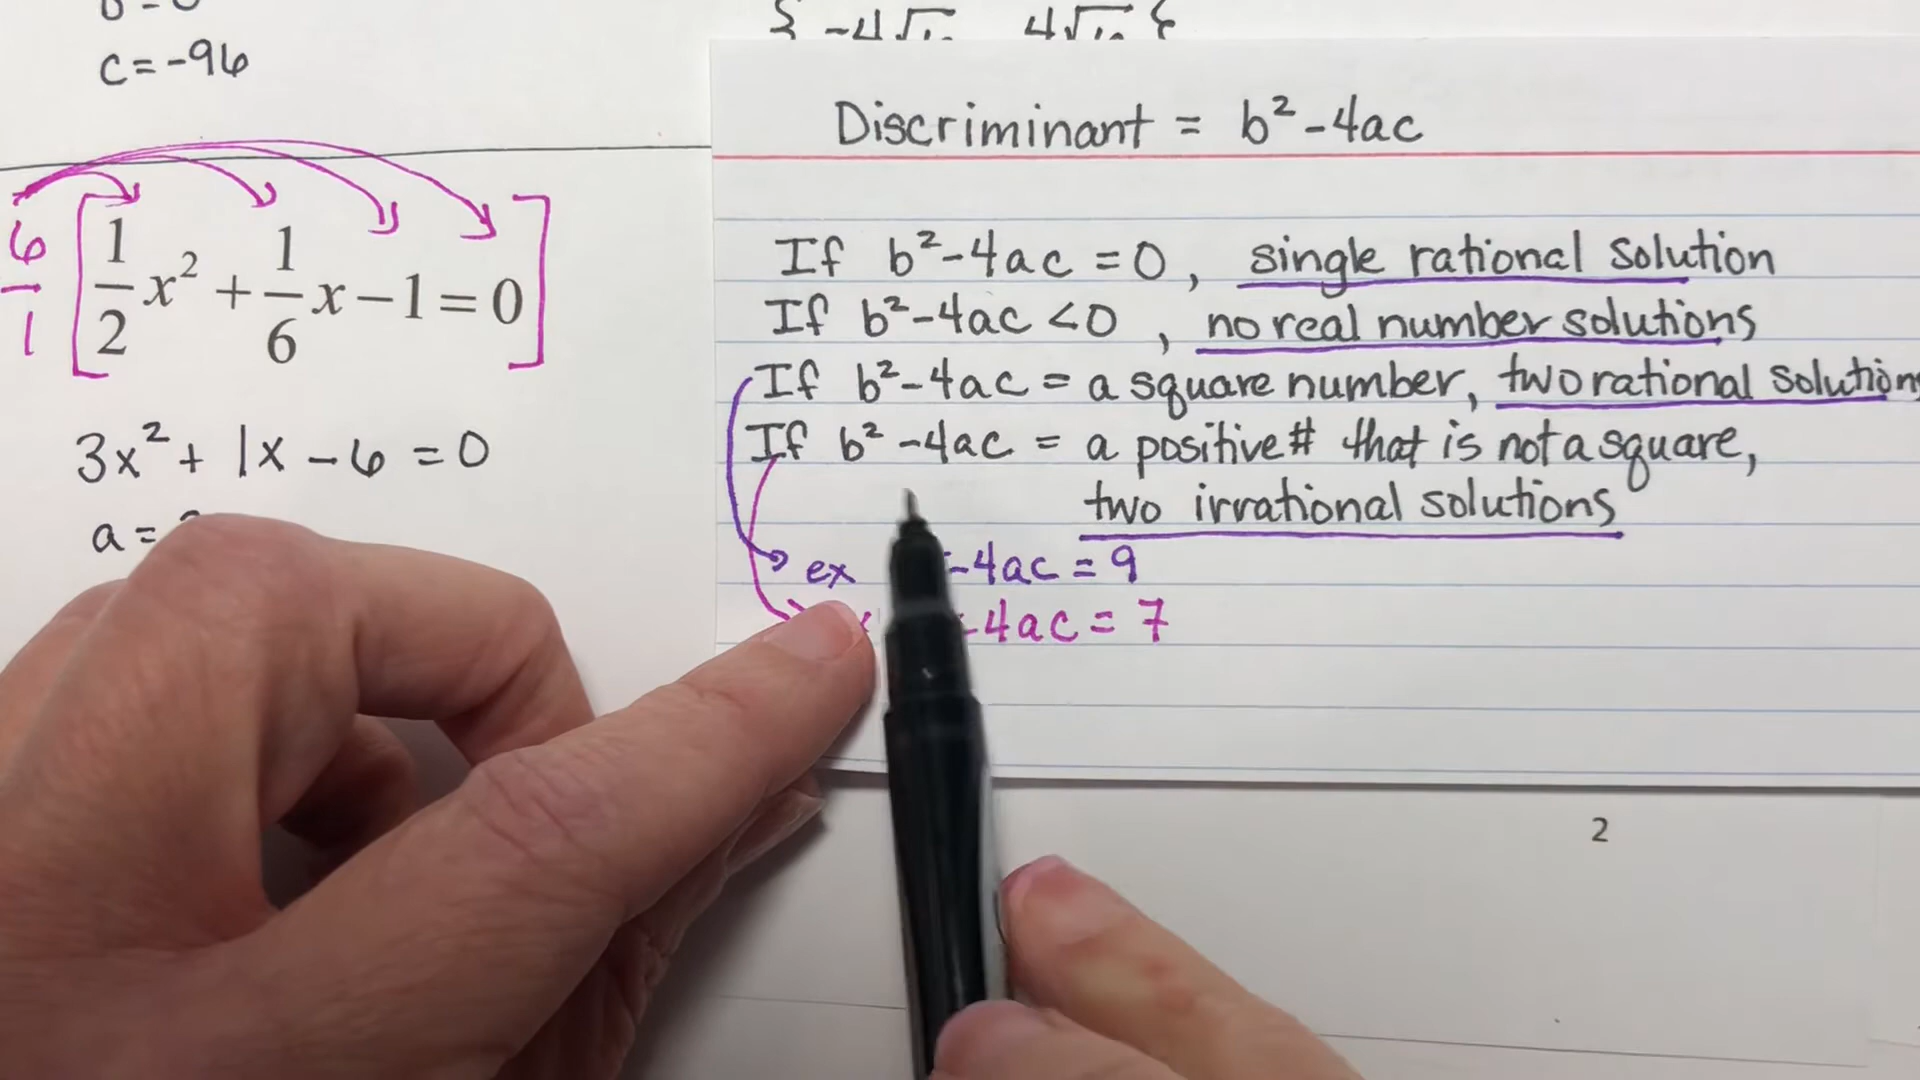 c = -96
Discriminant = b² - 4ac
6/1 [ 1/2 x² + 1/6 x - 1 = 0 ]
3x² + 1x - 6 = 0
a =
If b² - 4ac = 0, single rational solution
If b² - 4ac < 0, no real number solutions
If b² - 4ac = a square number, two rational solutions
If b² - 4ac = a positive # that is not a square,
two irrational solutions
ex - 4ac = 9
- 4ac = 7
2